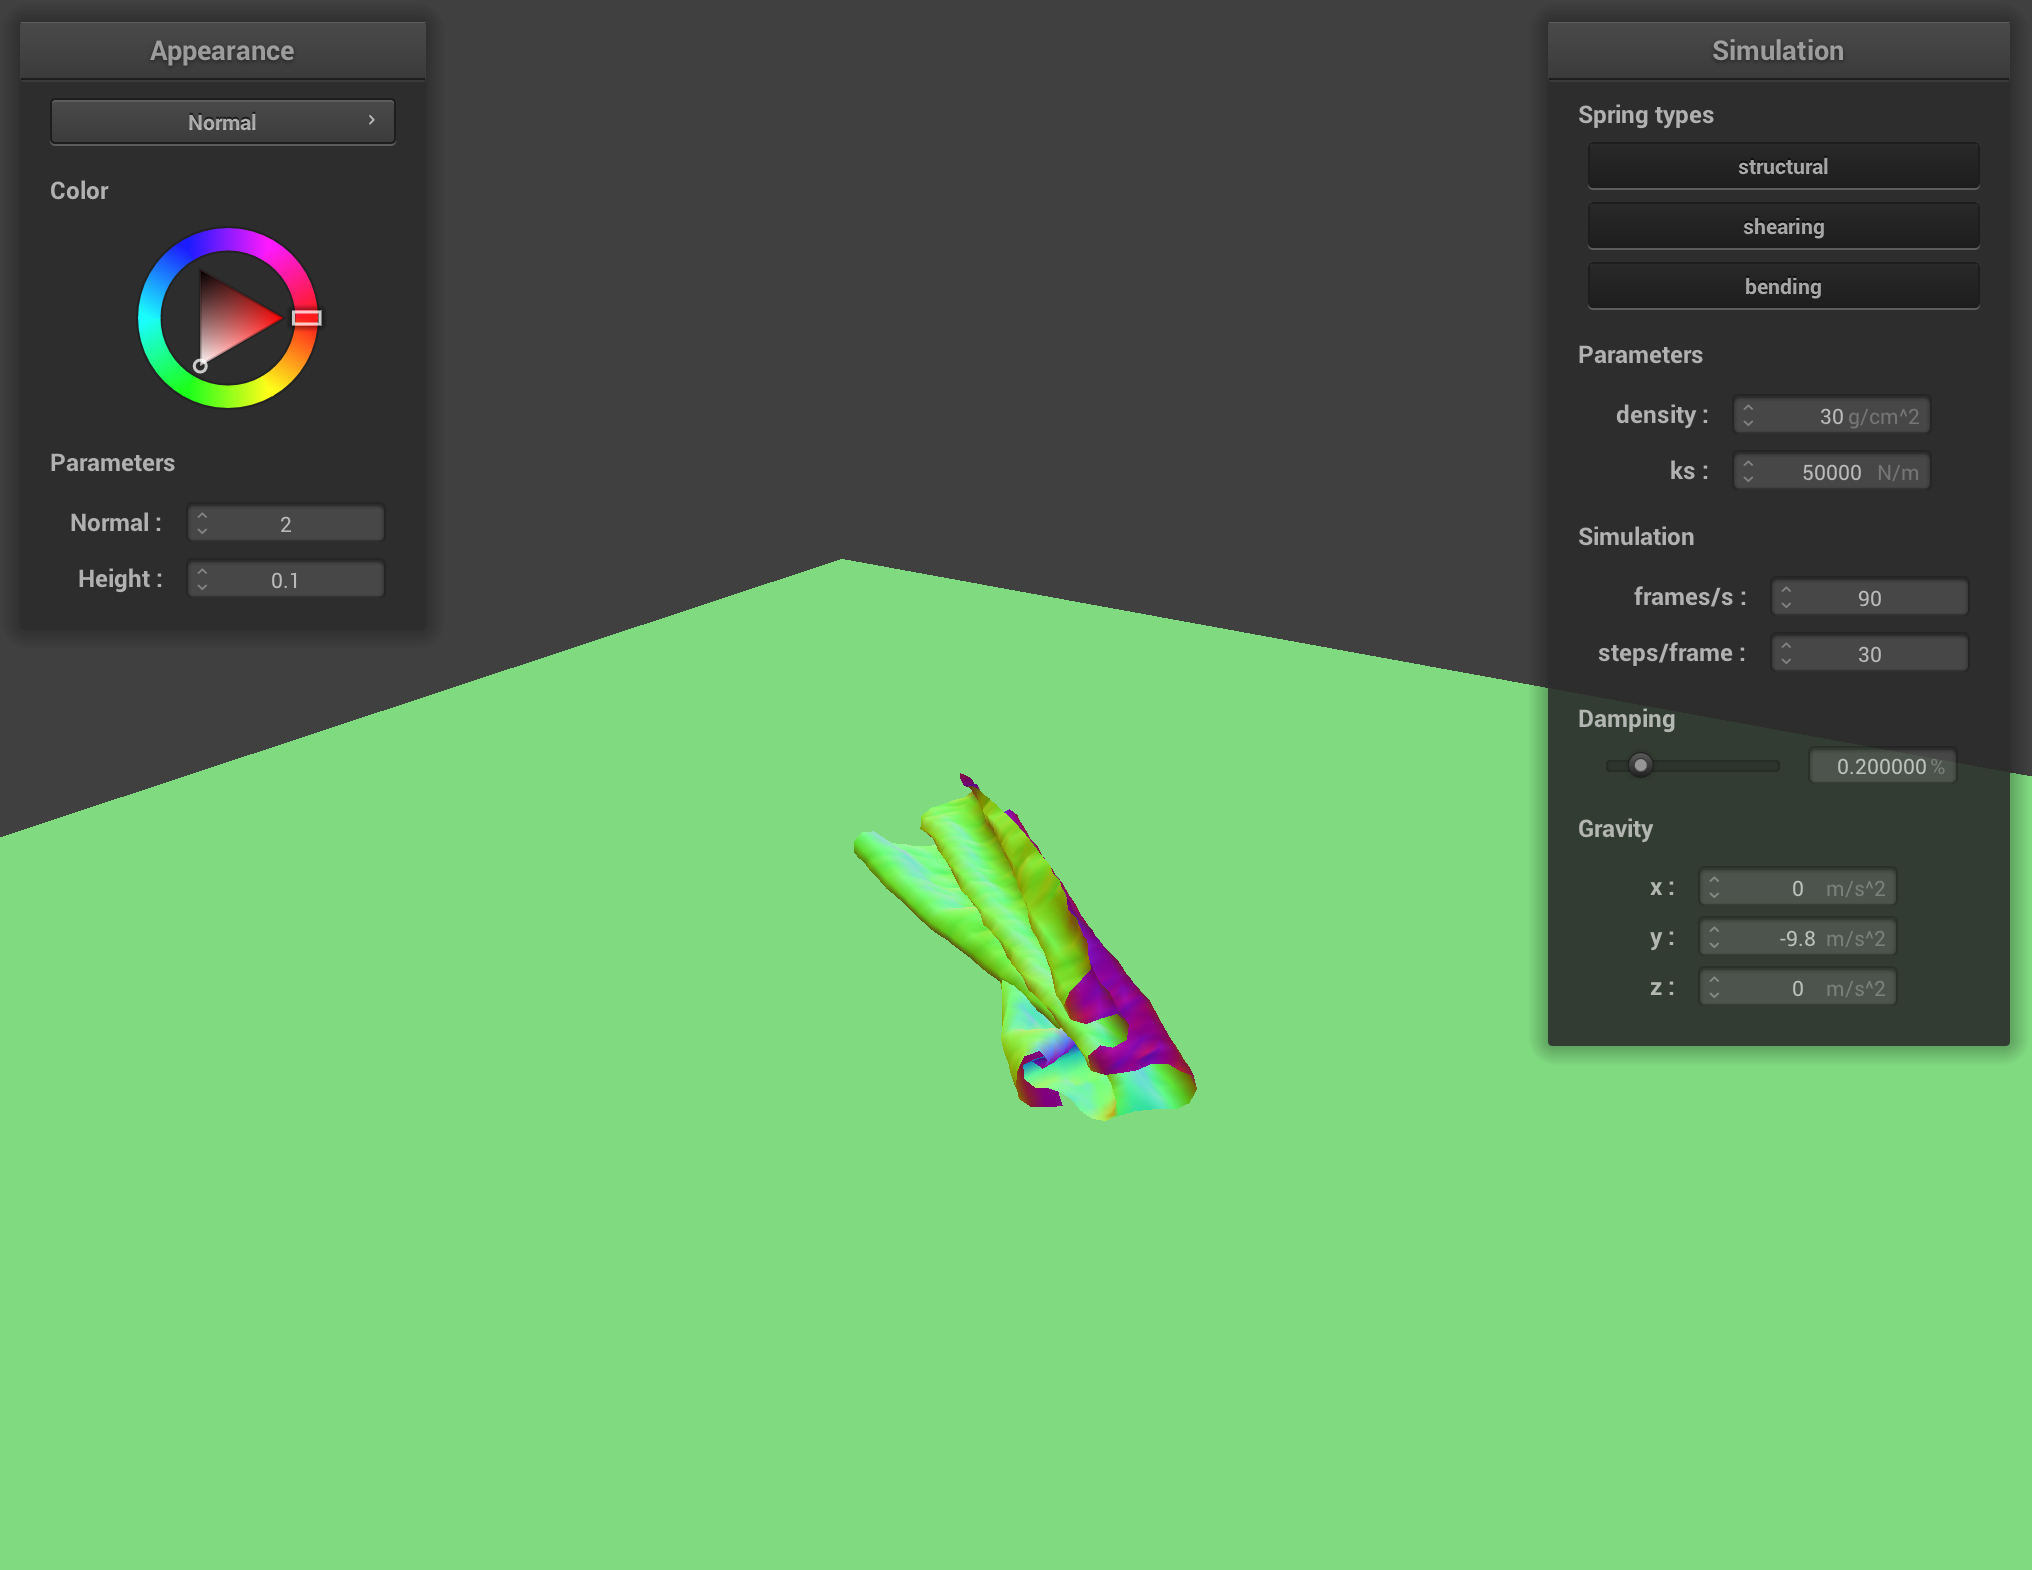 Appearance
Normal
Color
Parameters
Normal : 2
Height : 0.1
Simulation
Spring types
structural
shearing
bending
Parameters
density : 30 g/cm^2
ks : 50000 N/m
Simulation
frames/s : 90
steps/frame : 30
Damping
0.200000 %
Gravity
x : 0 m/s^2
y : -9.8 m/s^2
z : 0 m/s^2